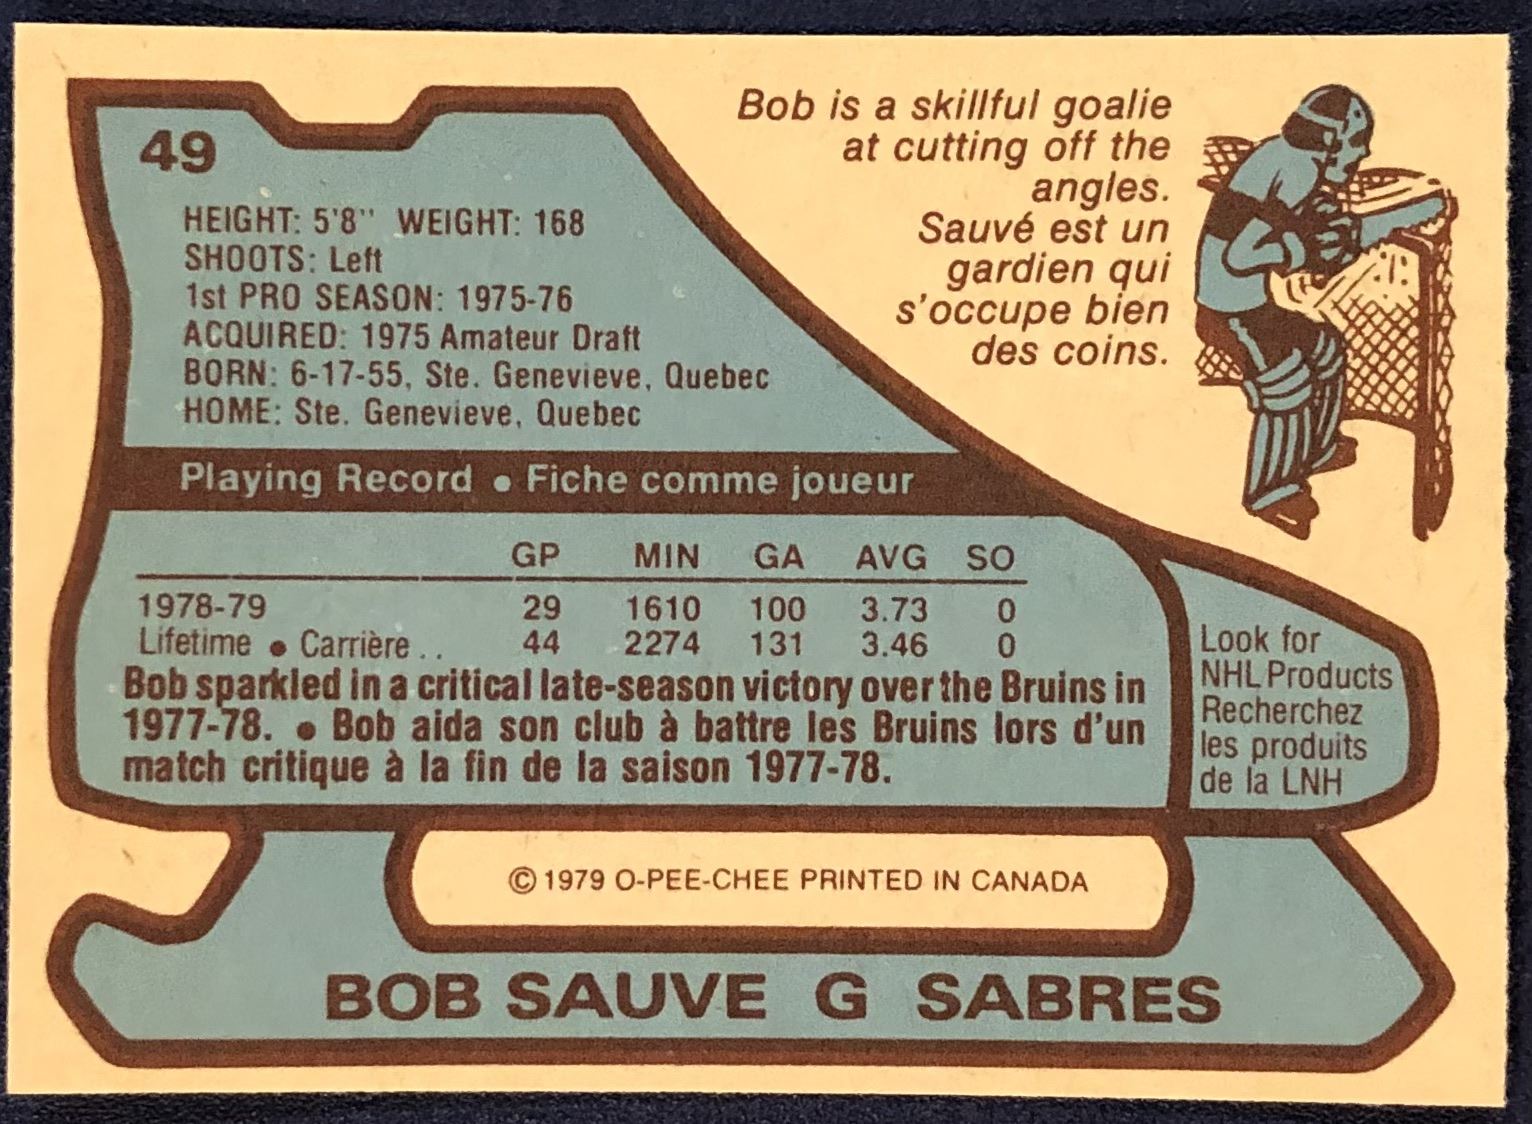 49
HEIGHT: 5'8" WEIGHT: 168
SHOOTS: Left
1st PRO SEASON: 1975-76
ACQUIRED: 1975 Amateur Draft
BORN: 6-17-55, Ste. Genevieve, Quebec
HOME: Ste. Genevieve, Quebec
Bob is a skillful goalie
at cutting off the
angles.
Sauvé est un
gardien qui
s'occupe bien
des coins.
Playing Record • Fiche comme joueur
GP MIN GA AVG SO
1978-79 29 1610 100 3.73 0
Lifetime • Carrière .. 44 2274 131 3.46 0
Bob sparkled in a critical late-season victory over the Bruins in
1977-78. • Bob aida son club à battre les Bruins lors d'un
match critique à la fin de la saison 1977-78.
Look for
NHL Products
Recherchez
les produits
de la LNH
© 1979 O-PEE-CHEE PRINTED IN CANADA
BOB SAUVE G SABRES